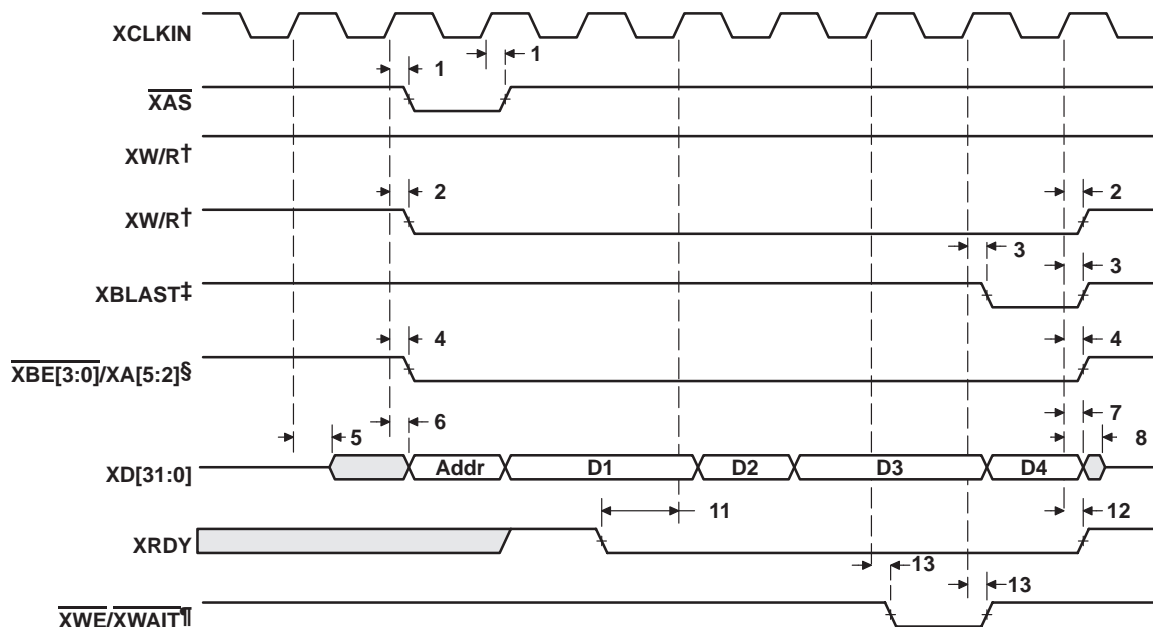 XCLKIN
1 1
XAS
XW/R†
2 2
XW/R†
3 3
XBLAST‡
4 4
XBE[3:0]/XA[5:2]§
5 6 7 8
XD[31:0] Addr D1 D2 D3 D4
11 12
XRDY
13 13
XWE/XWAIT¶